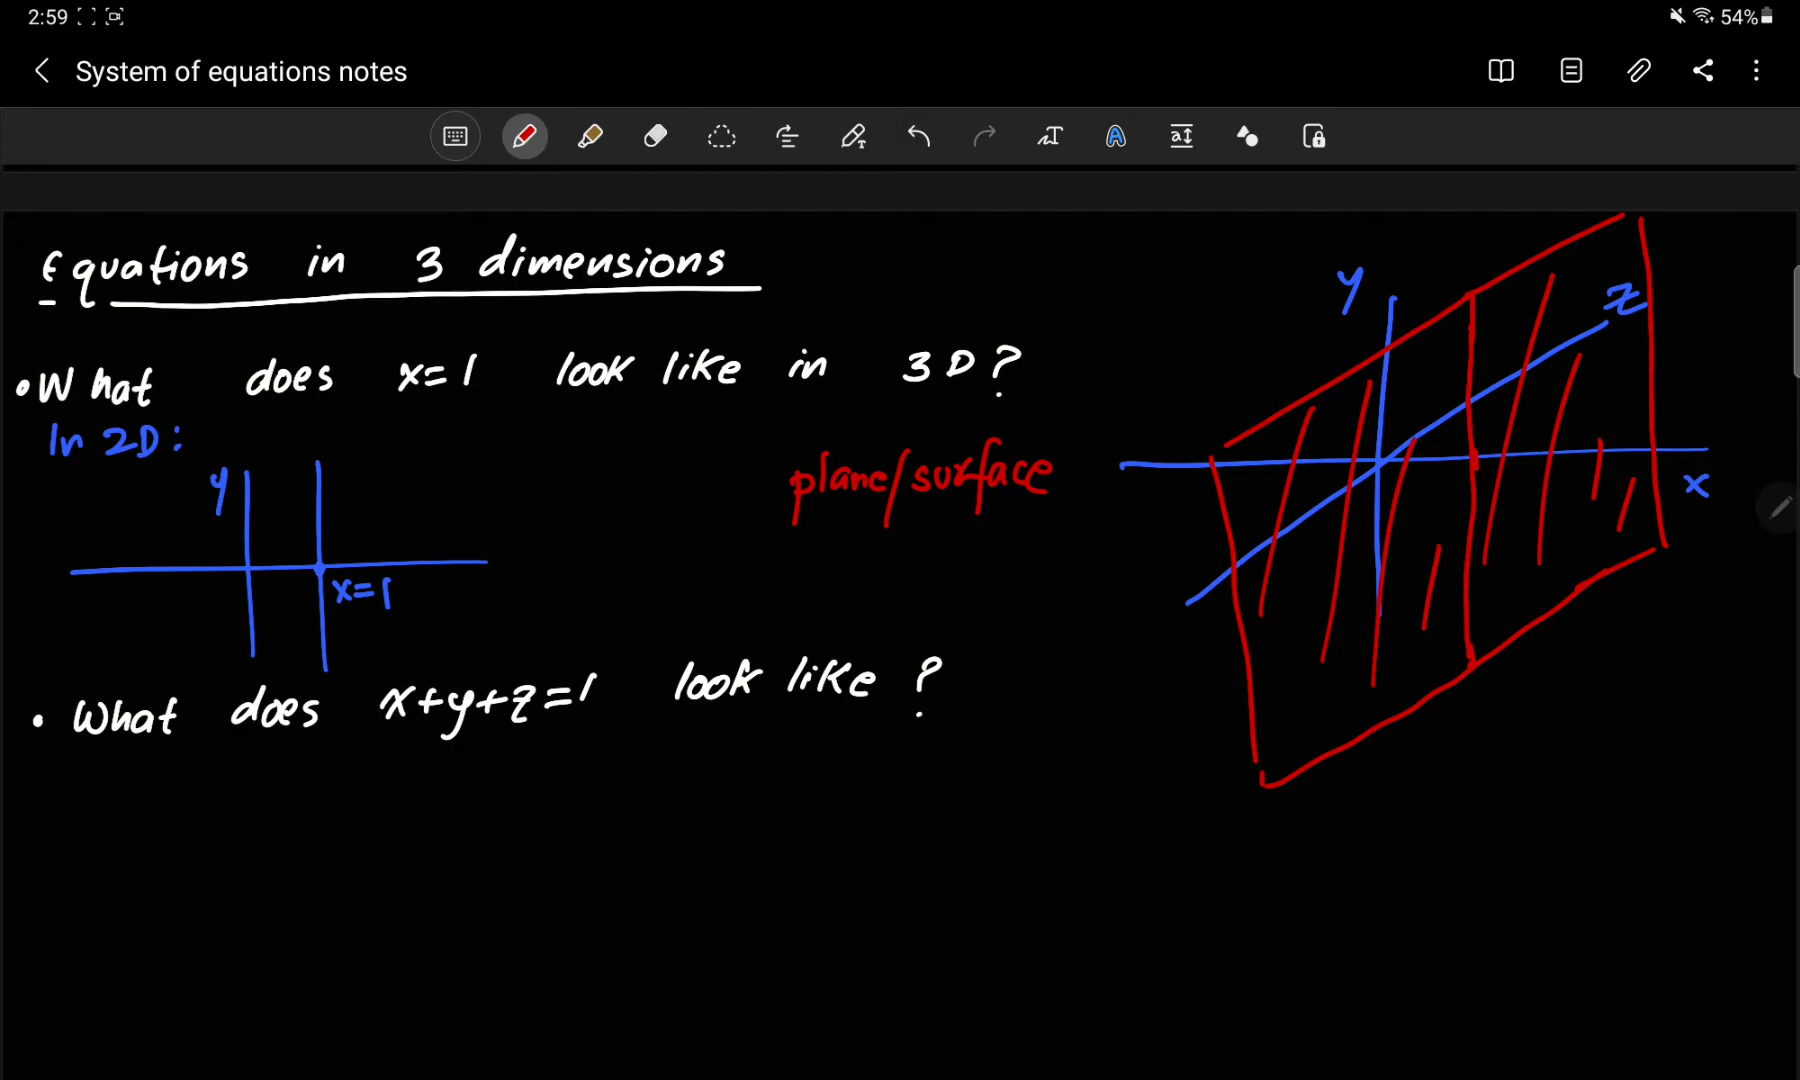 2:59
54%
System of equations notes
Equations in 3 dimensions
• What does x=1 look like in 3D?
In 2D:
y
x=1
plane/surface
y
z
x
• What does x+y+z=1 look like?